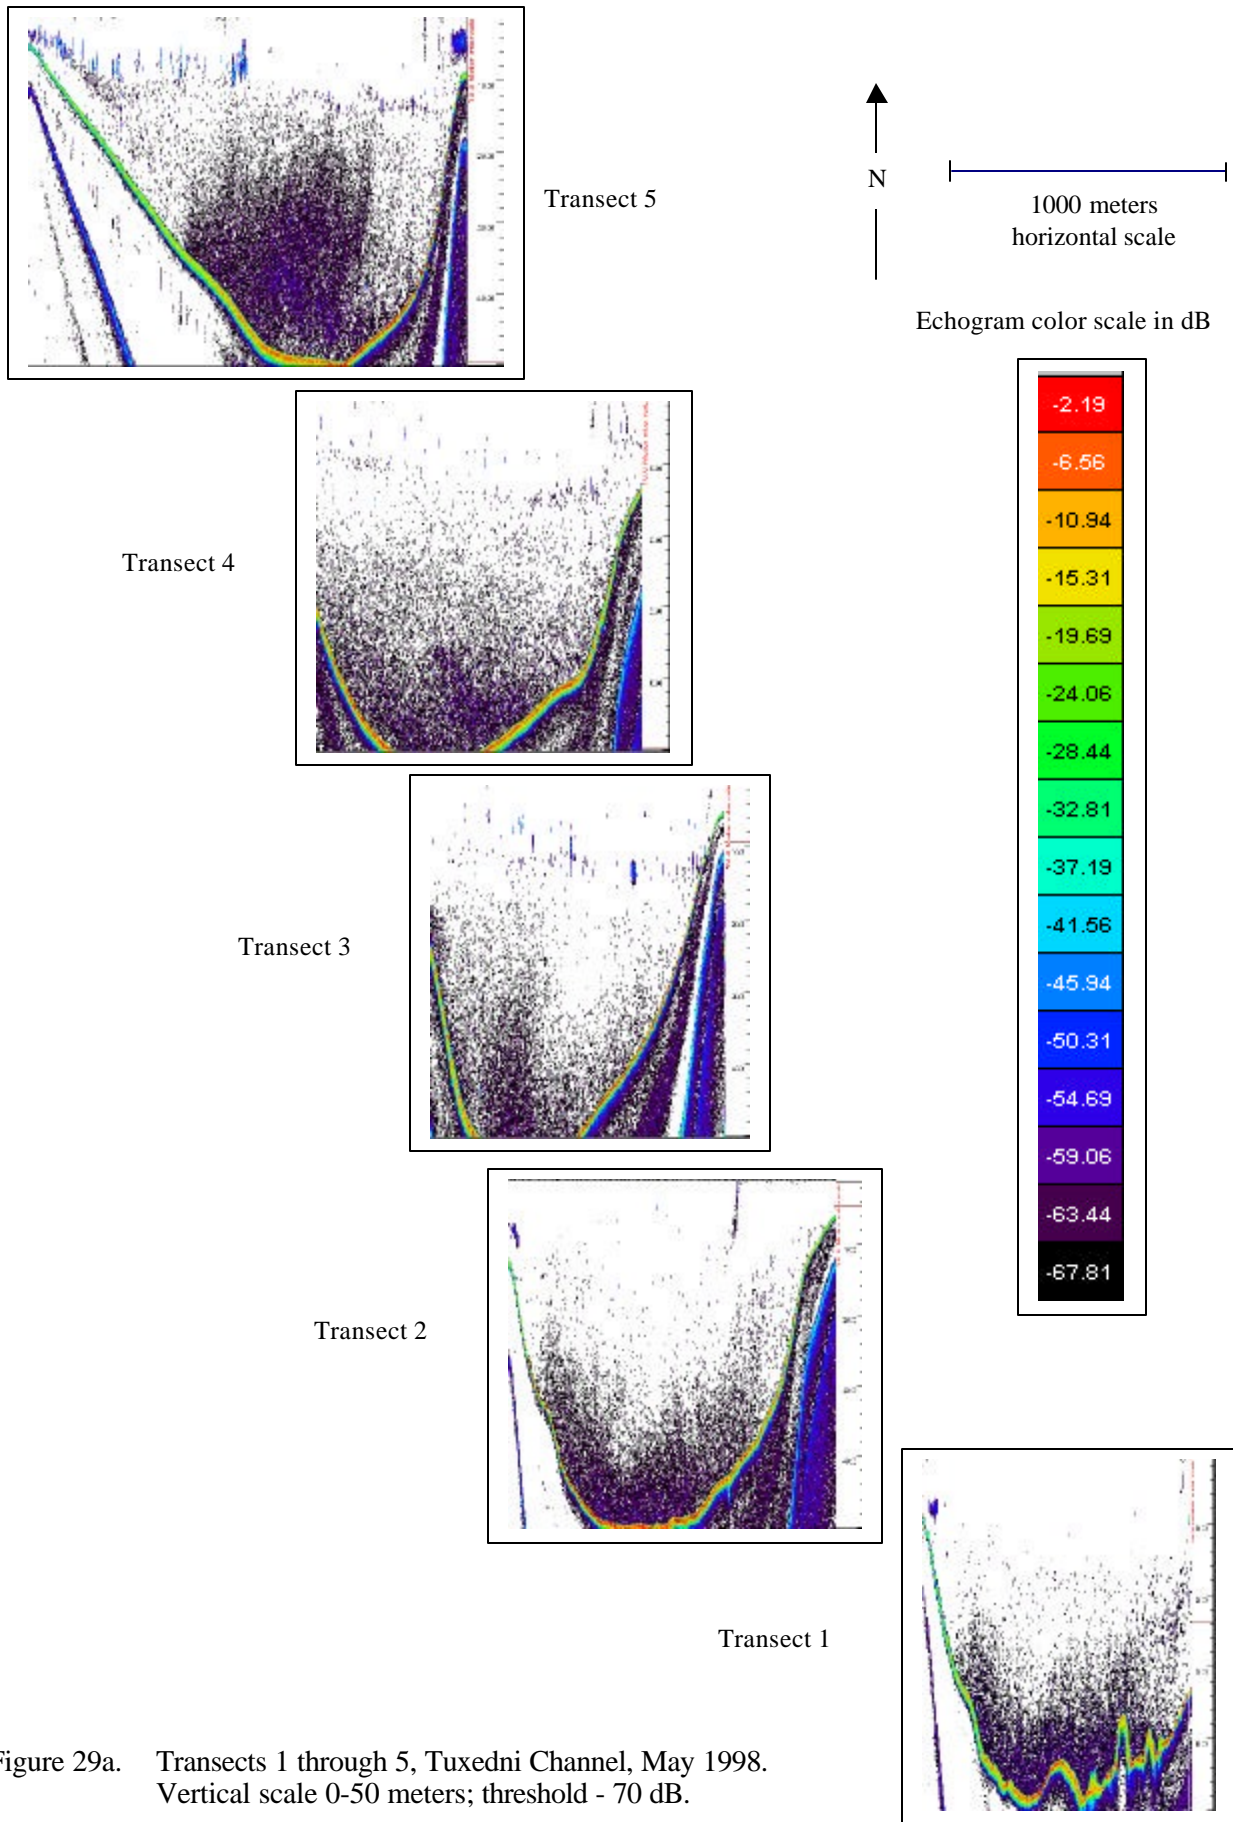 Transect 5
N
1000 meters
horizontal scale
Echogram color scale in dB
-2.19
-6.56
-10.94
-15.31
-19.69
-24.06
-28.44
-32.81
-37.19
-41.56
-45.94
-50.31
-54.69
-59.06
-63.44
-67.81
Transect 4
Transect 3
Transect 2
Transect 1
igure 29a. Transects 1 through 5, Tuxedni Channel, May 1998.
Vertical scale 0-50 meters; threshold - 70 dB.